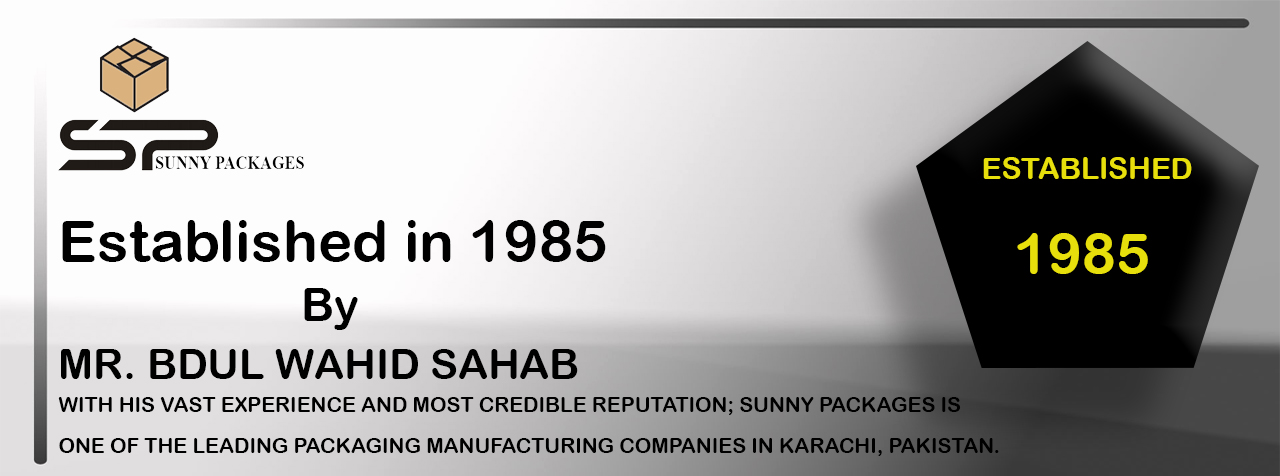 SP
SUNNY PACKAGES
Established in 1985
By
MR. BDUL WAHID SAHAB
WITH HIS VAST EXPERIENCE AND MOST CREDIBLE REPUTATION; SUNNY PACKAGES IS
ONE OF THE LEADING PACKAGING MANUFACTURING COMPANIES IN KARACHI, PAKISTAN.
ESTABLISHED
1985